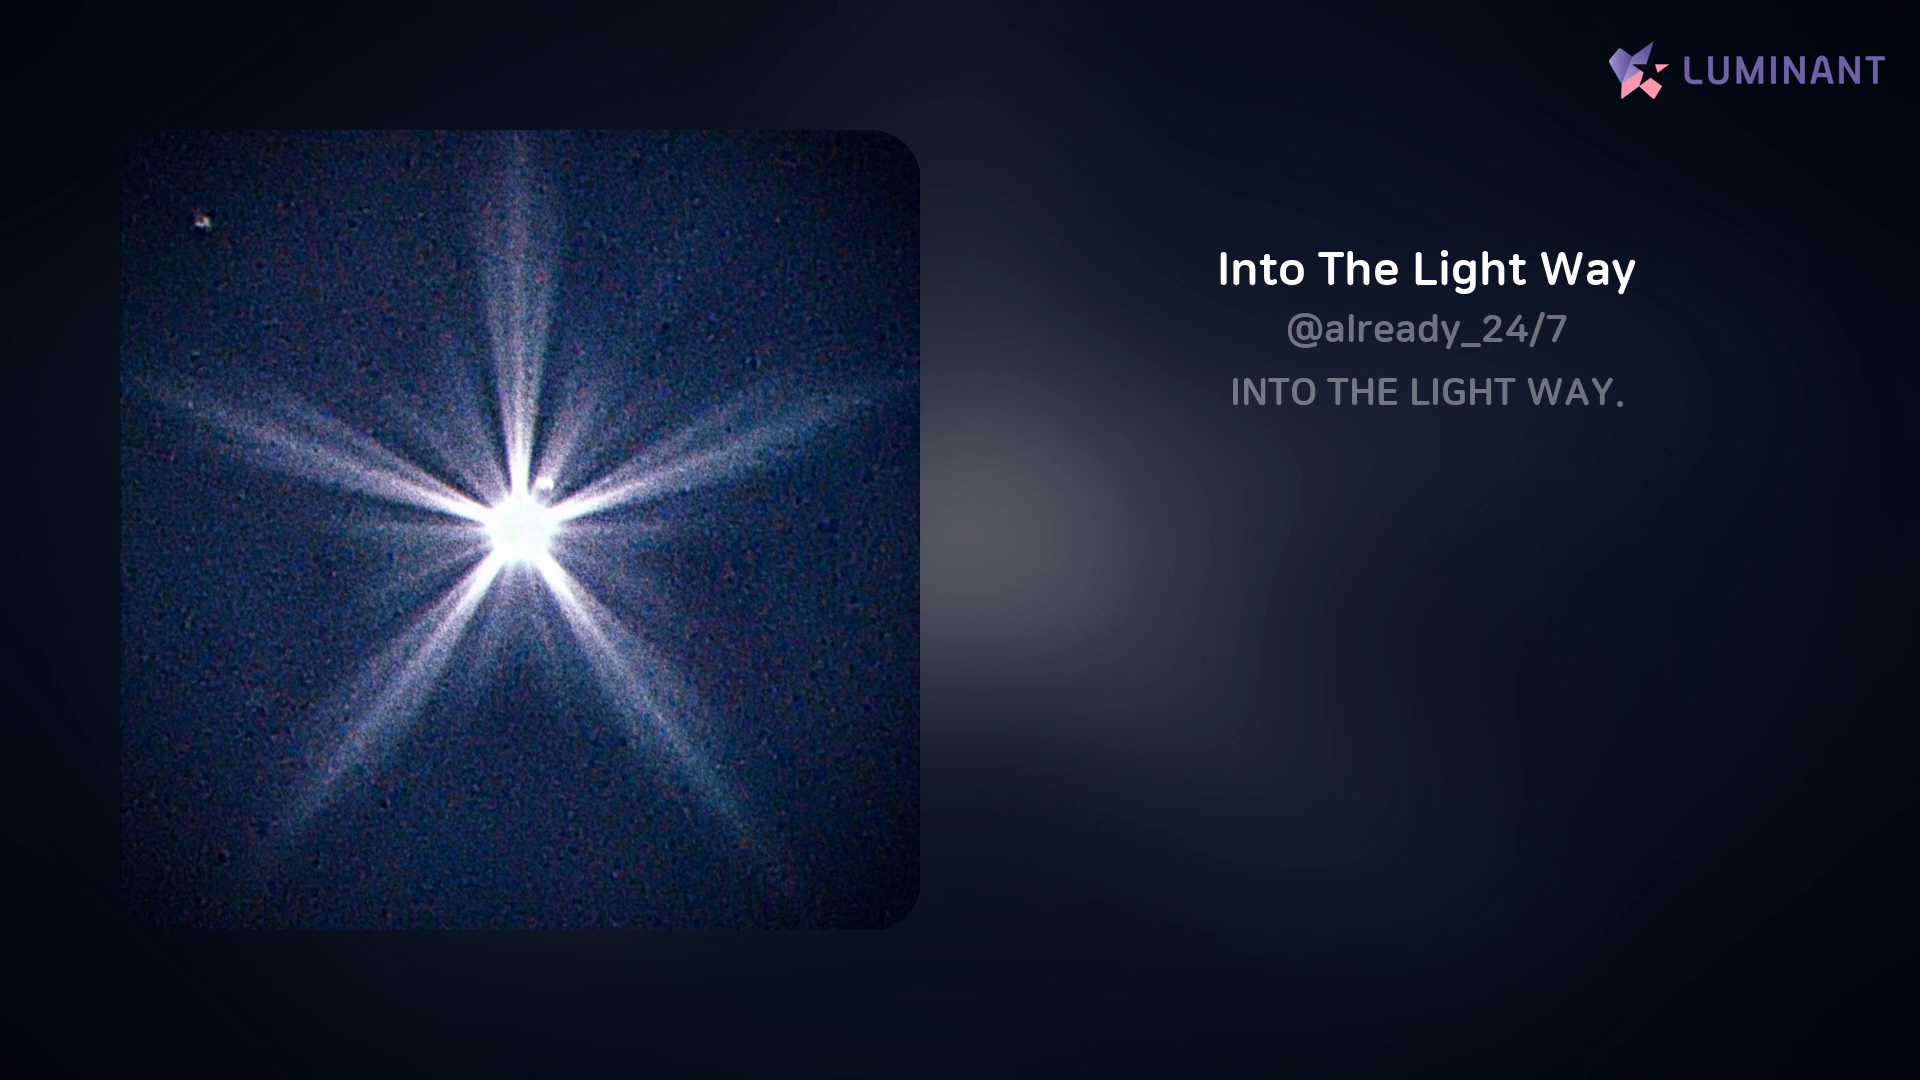 LUMINANT
Into The Light Way
@already_24/7
INTO THE LIGHT WAY.